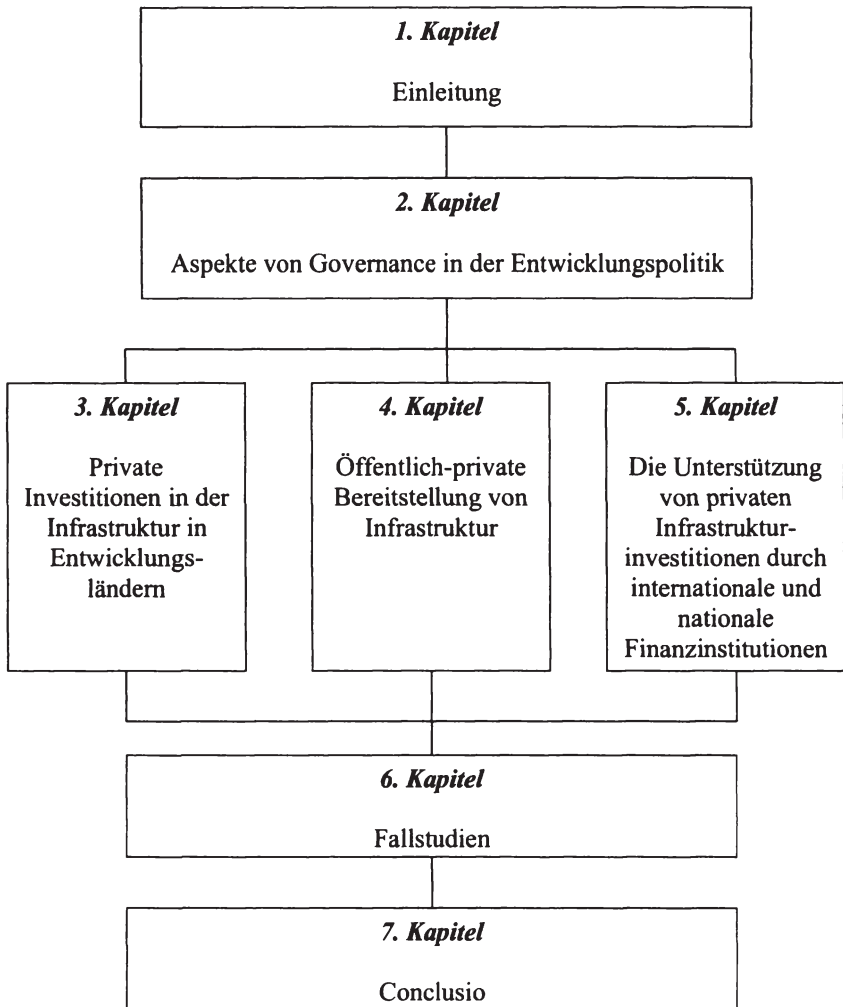 1. Kapitel
Einleitung
2. Kapitel
Aspekte von Governance in der Entwicklungspolitik
3. Kapitel
Private
Investitionen in der
Infrastruktur in
Entwicklungs-
ländern
4. Kapitel
Öffentlich-private
Bereitstellung von
Infrastruktur
5. Kapitel
Die Unterstützung
von privaten
Infrastruktur-
investitionen durch
internationale und
nationale
Finanzinstitutionen
6. Kapitel
Fallstudien
7. Kapitel
Conclusio